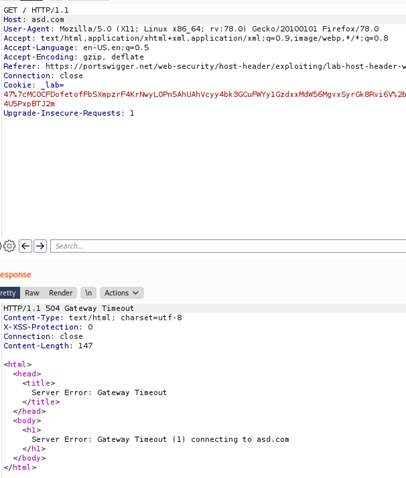 GET / HTTP/1.1
Host: asd.com
User-Agent: Mozilla/5.0 (X11; Linux x86_64; rv:78.0) Gecko/20100101 Firefox/78.0
Accept: text/html,application/xhtml+xml,application/xml;q=0.9,image/webp,*/*;q=0.8
Accept-Language: en-US,en;q=0.5
Accept-Encoding: gzip, deflate
Referer: https://portswigger.net/web-security/host-header/exploiting/lab-host-header-w
Connection: close
Cookie: _lab=
47%7cMC0CFDofetofFb5XmpzrF4KrNwyLOPn5AhUAhVcyy4bk3GCuFWYy1GzdxxMdW56MgvxSyrGk8Rvi6V%2b
4U5PxpBTJ2m
Upgrade-Insecure-Requests: 1
Search...
esponse
retty Raw Render \n Actions
HTTP/1.1 504 Gateway Timeout
Content-Type: text/html; charset=utf-8
X-XSS-Protection: 0
Connection: close
Content-Length: 147
<html>
<head>
<title>
Server Error: Gateway Timeout
</title>
</head>
<body>
<h1>
Server Error: Gateway Timeout (1) connecting to asd.com
</h1>
</body>
</html>